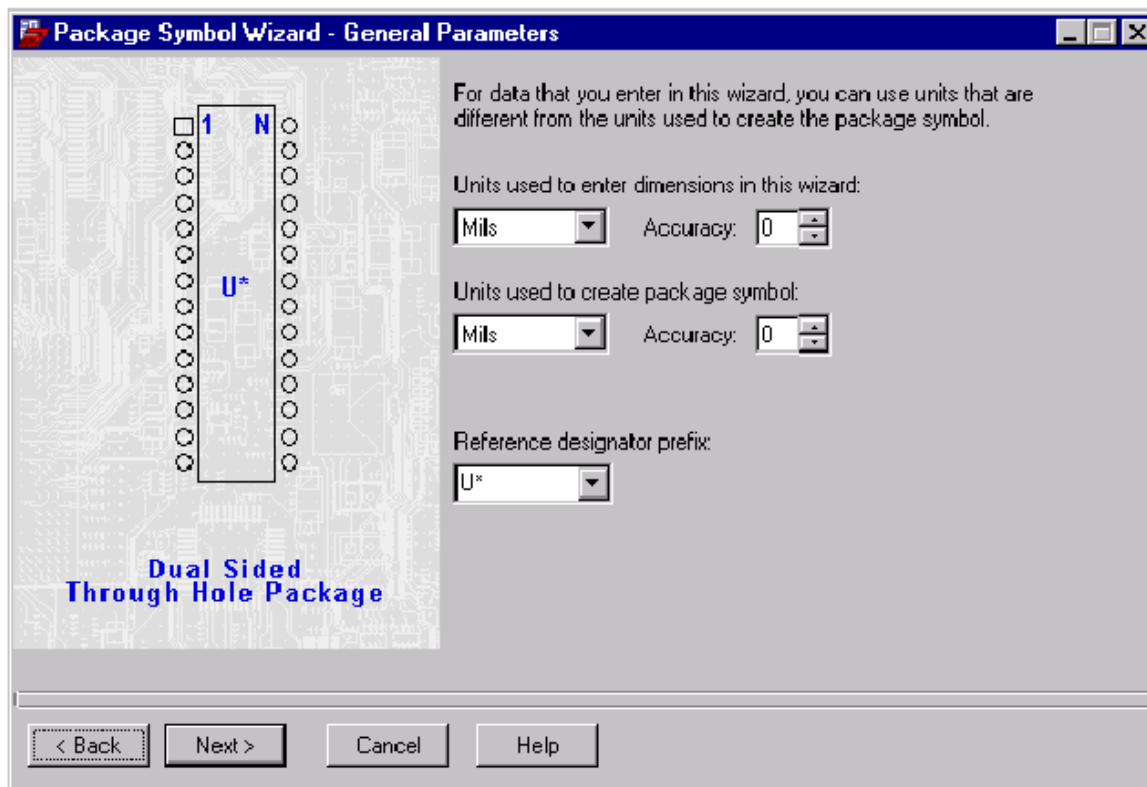 Package Symbol Wizard - General Parameters
1 N
U*
Dual Sided
Through Hole Package
For data that you enter in this wizard, you can use units that are
different from the units used to create the package symbol.
Units used to enter dimensions in this wizard:
Mils Accuracy: 0
Units used to create package symbol:
Mils Accuracy: 0
Reference designator prefix:
U*
< Back Next > Cancel Help